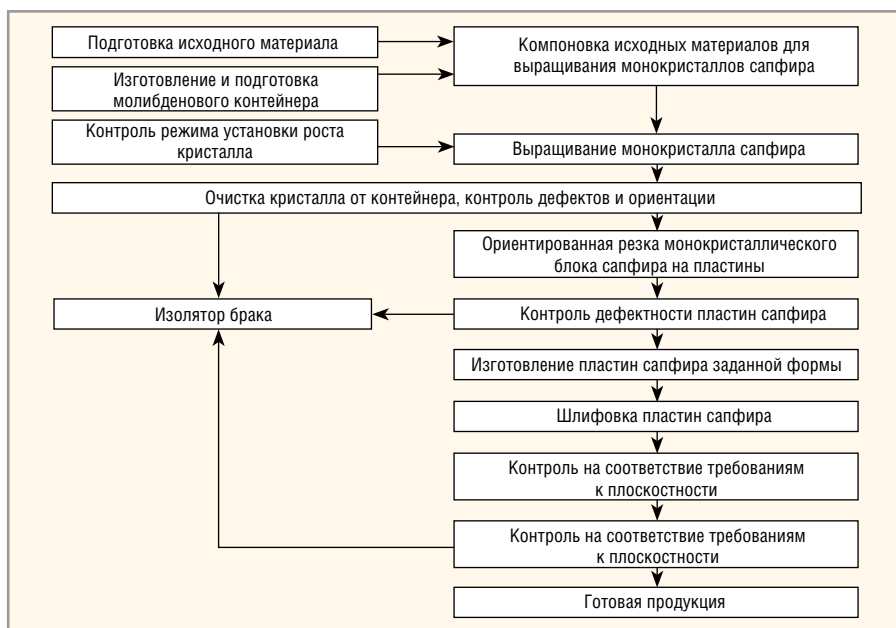 Подготовка исходного материала
Компоновка исходных материалов для
выращивания монокристаллов сапфира
Изготовление и подготовка
молибденового контейнера
Контроль режима установки роста
кристалла
Выращивание монокристалла сапфира
Очистка кристалла от контейнера, контроль дефектов и ориентации
Ориентированная резка монокристаллического
блока сапфира на пластины
Изолятор брака
Контроль дефектности пластин сапфира
Изготовление пластин сапфира заданной формы
Шлифовка пластин сапфира
Контроль на соответствие требованиям
к плоскостности
Контроль на соответствие требованиям
к плоскостности
Готовая продукция